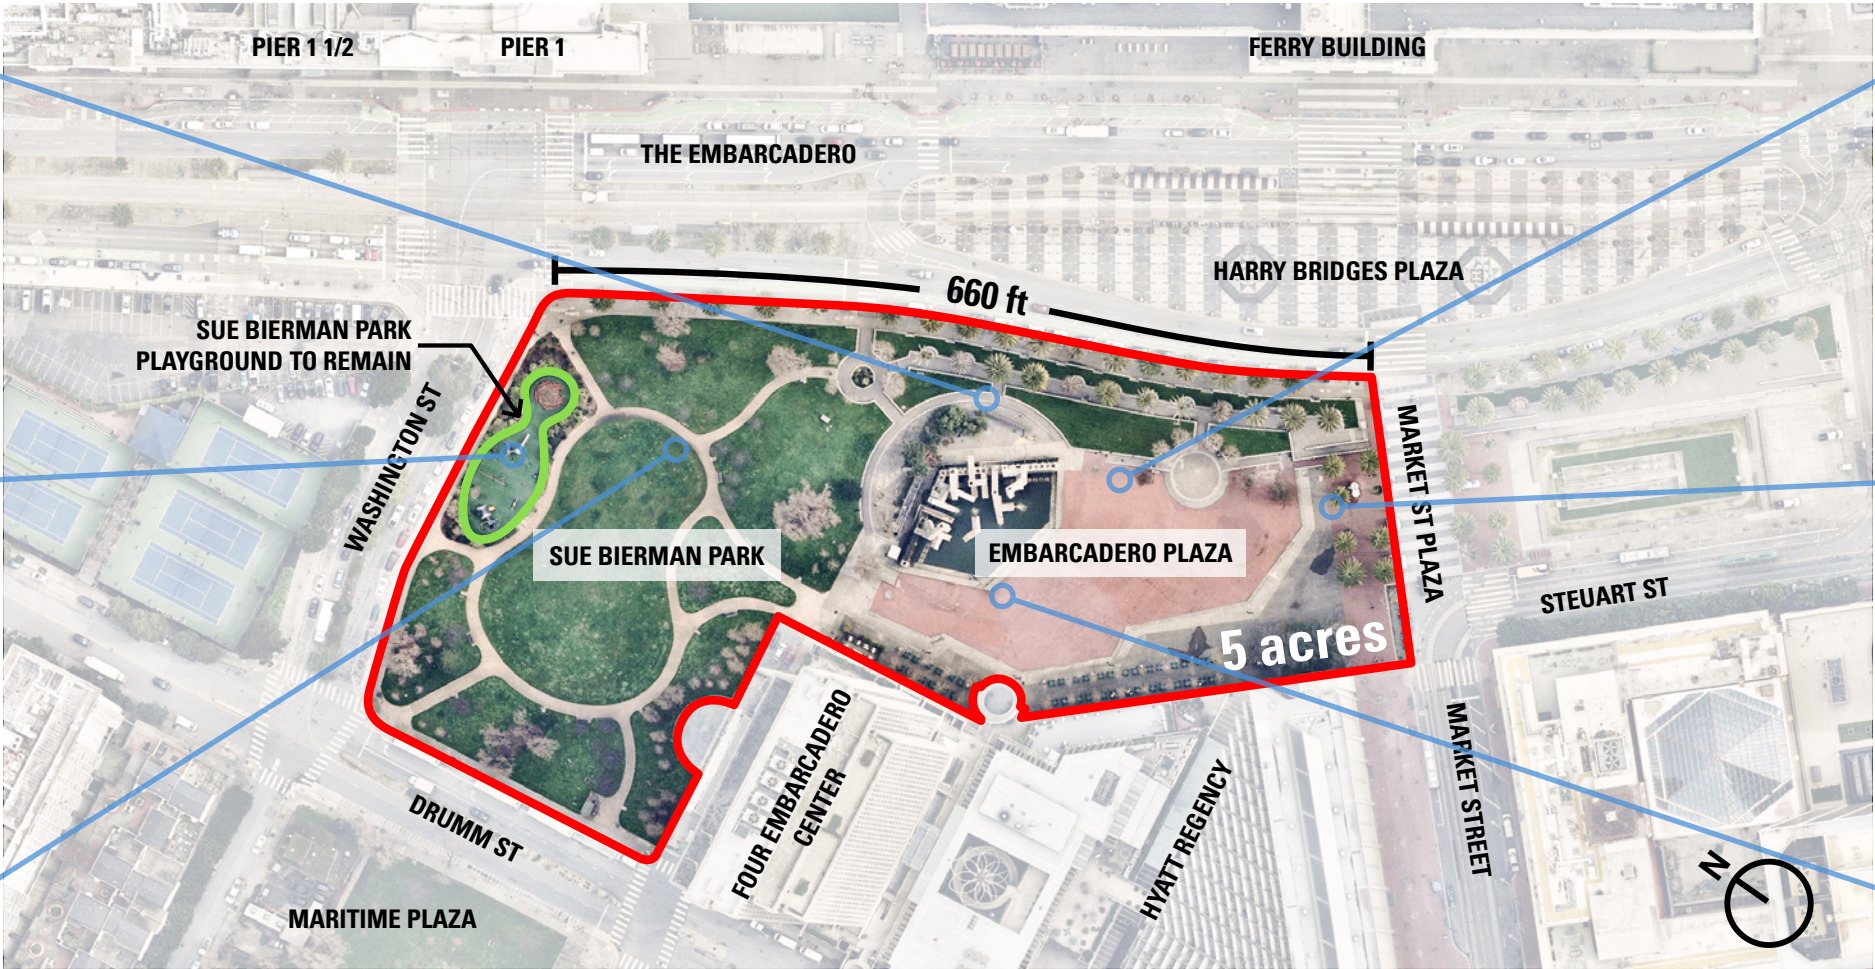 PIER 1 1/2
PIER 1
FERRY BUILDING
THE EMBARCADERO
HARRY BRIDGES PLAZA
660 ft
SUE BIERMAN PARK
PLAYGROUND TO REMAIN
WASHINGTON ST
MARKET ST PLAZA
SUE BIERMAN PARK
EMBARCADERO PLAZA
STEUART ST
5 acres
DRUMM ST
FOUR EMBARCADERO
CENTER
HYATT REGENCY
MARKET STREET
MARITIME PLAZA
N